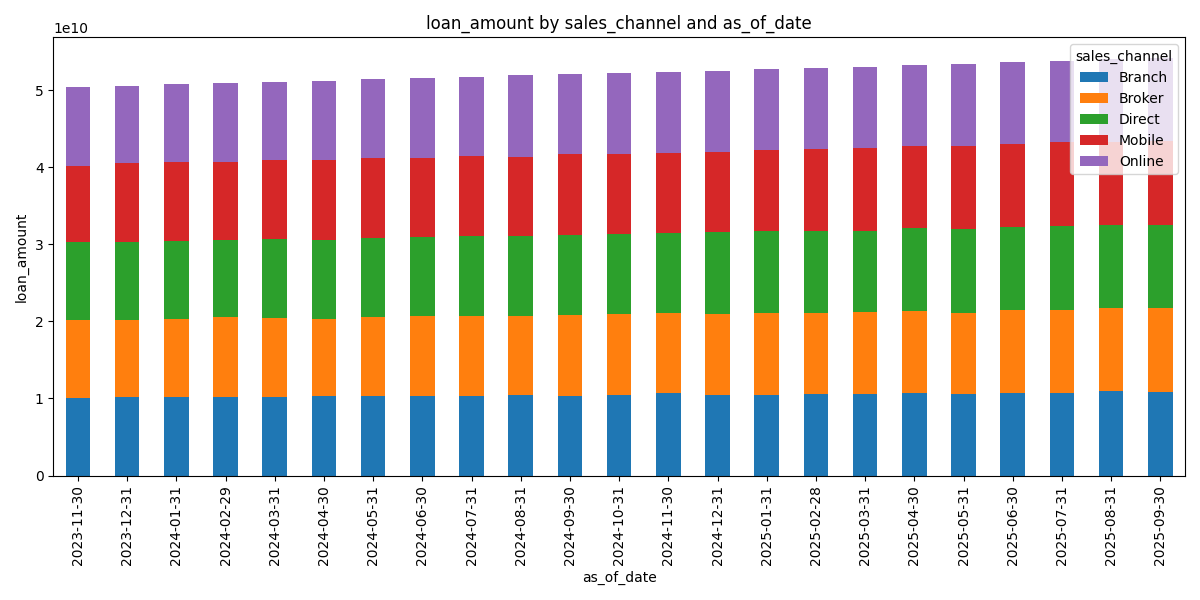 loan_amount by sales_channel and as_of_date
1e10
sales_channel
Branch
Broker
Direct
Mobile
Online
5
4
3
2
1
0
loan_amount
2023-11-30
2023-12-31
2024-01-31
2024-02-29
2024-03-31
2024-04-30
2024-05-31
2024-06-30
2024-07-31
2024-08-31
2024-09-30
2024-10-31
2024-11-30
2024-12-31
2025-01-31
2025-02-28
2025-03-31
2025-04-30
2025-05-31
2025-06-30
2025-07-31
2025-08-31
2025-09-30
as_of_date